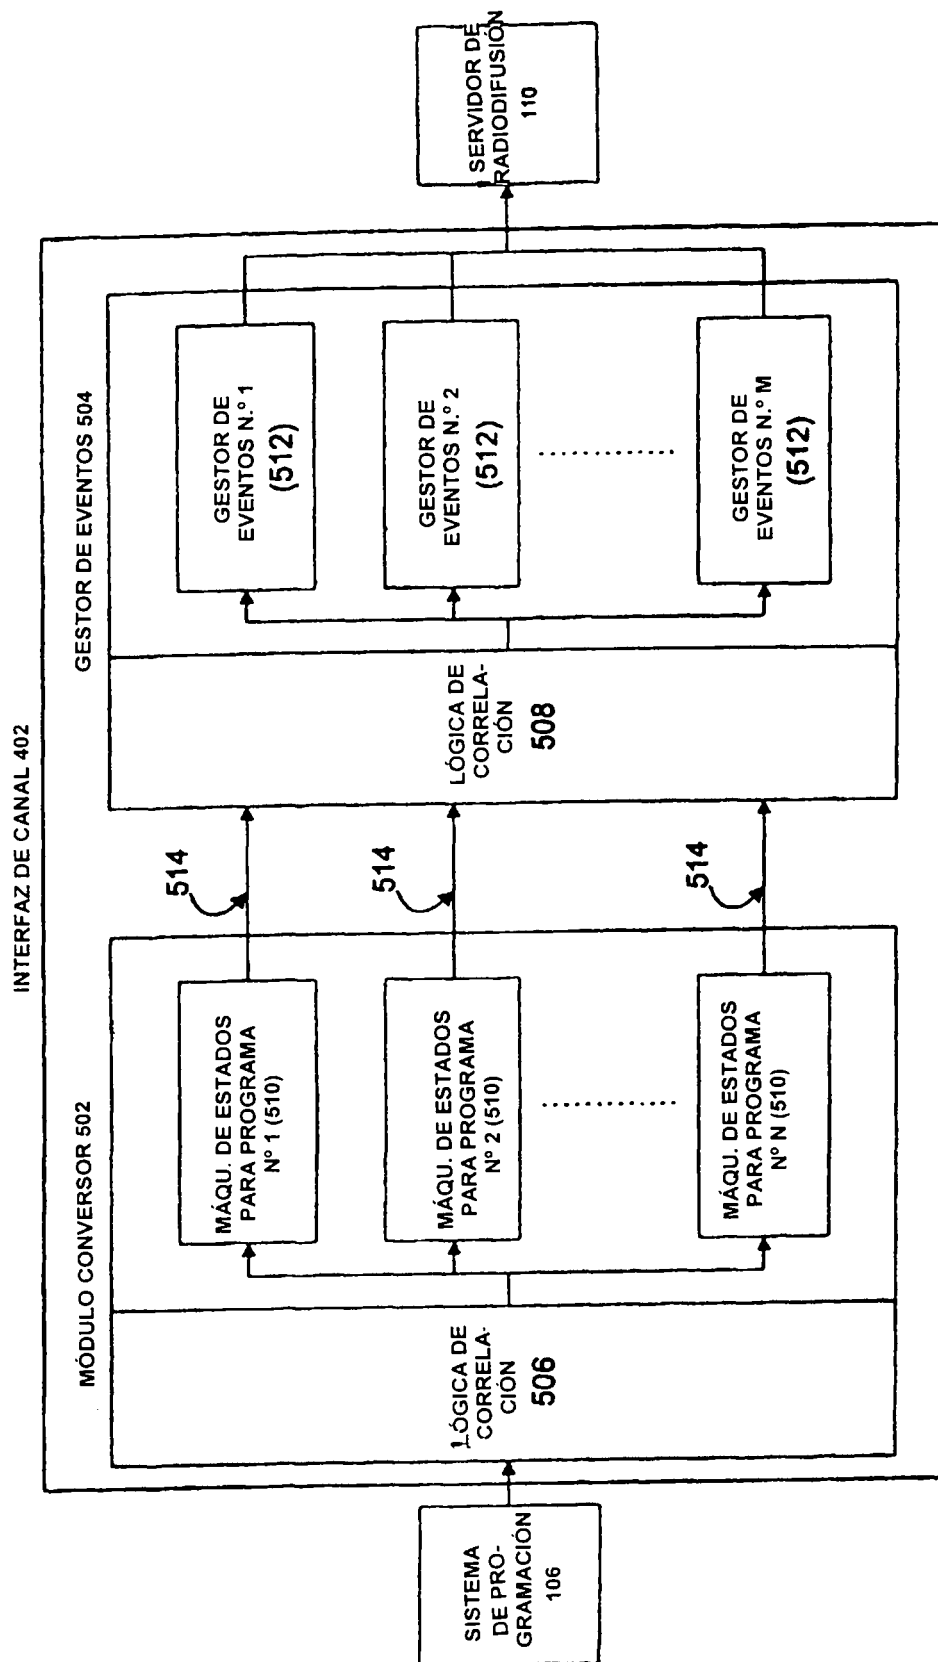 INTERFAZ DE CANAL 402
MÓDULO CONVERSOR 502
GESTOR DE EVENTOS 504
SISTEMA
DE PRO-
GRAMACIÓN
106
LÓGICA DE
CORRELA-
CIÓN
506
MÁQU. DE ESTADOS
PARA PROGRAMA
Nº 1 (510)
MÁQU. DE ESTADOS
PARA PROGRAMA
Nº 2 (510)
MÁQU. DE ESTADOS
PARA PROGRAMA
Nº N (510)
514
514
514
LÓGICA DE
CORRELA-
CIÓN
508
GESTOR DE
EVENTOS N.º 1
(512)
GESTOR DE
EVENTOS N.º 2
(512)
GESTOR DE
EVENTOS N.º M
(512)
SERVIDOR DE
RADIODIFUSIÓN
110